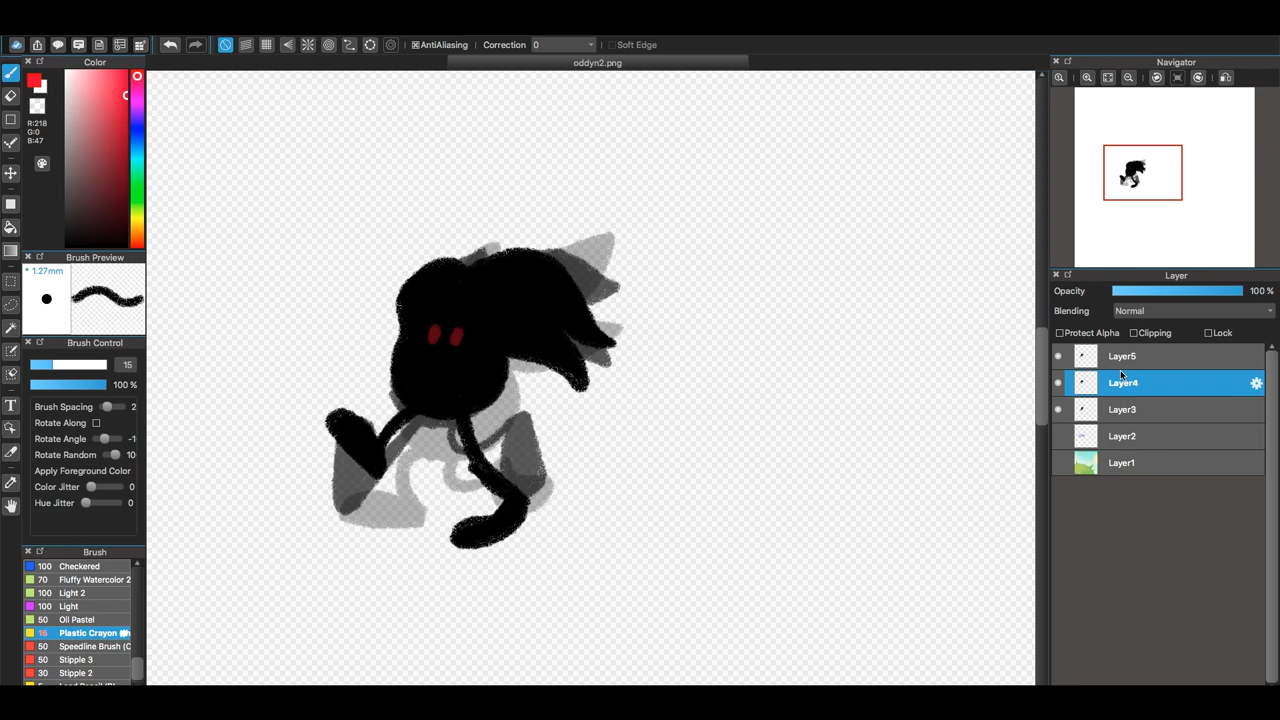 AntiAliasing Correction 0 Soft Edge
Color
oddyn2.png
Navigator
R:218
G:0
B:47
Brush Preview
* 1.27mm
Layer
Opacity 100 %
Blending Normal
Protect Alpha Clipping Lock
Brush Control
15
100 %
Layer5
Layer4
Layer3
Layer2
Layer1
Brush Spacing 2
Rotate Along
Rotate Angle -1
Rotate Random 10
Apply Foreground Color
Color Jitter 0
Hue Jitter 0
Brush
100 Checkered
70 Fluffy Watercolor 2
100 Light 2
100 Light
50 Oil Pastel
15 Plastic Crayon
50 Speedline Brush (C
50 Stipple 3
30 Stipple 2